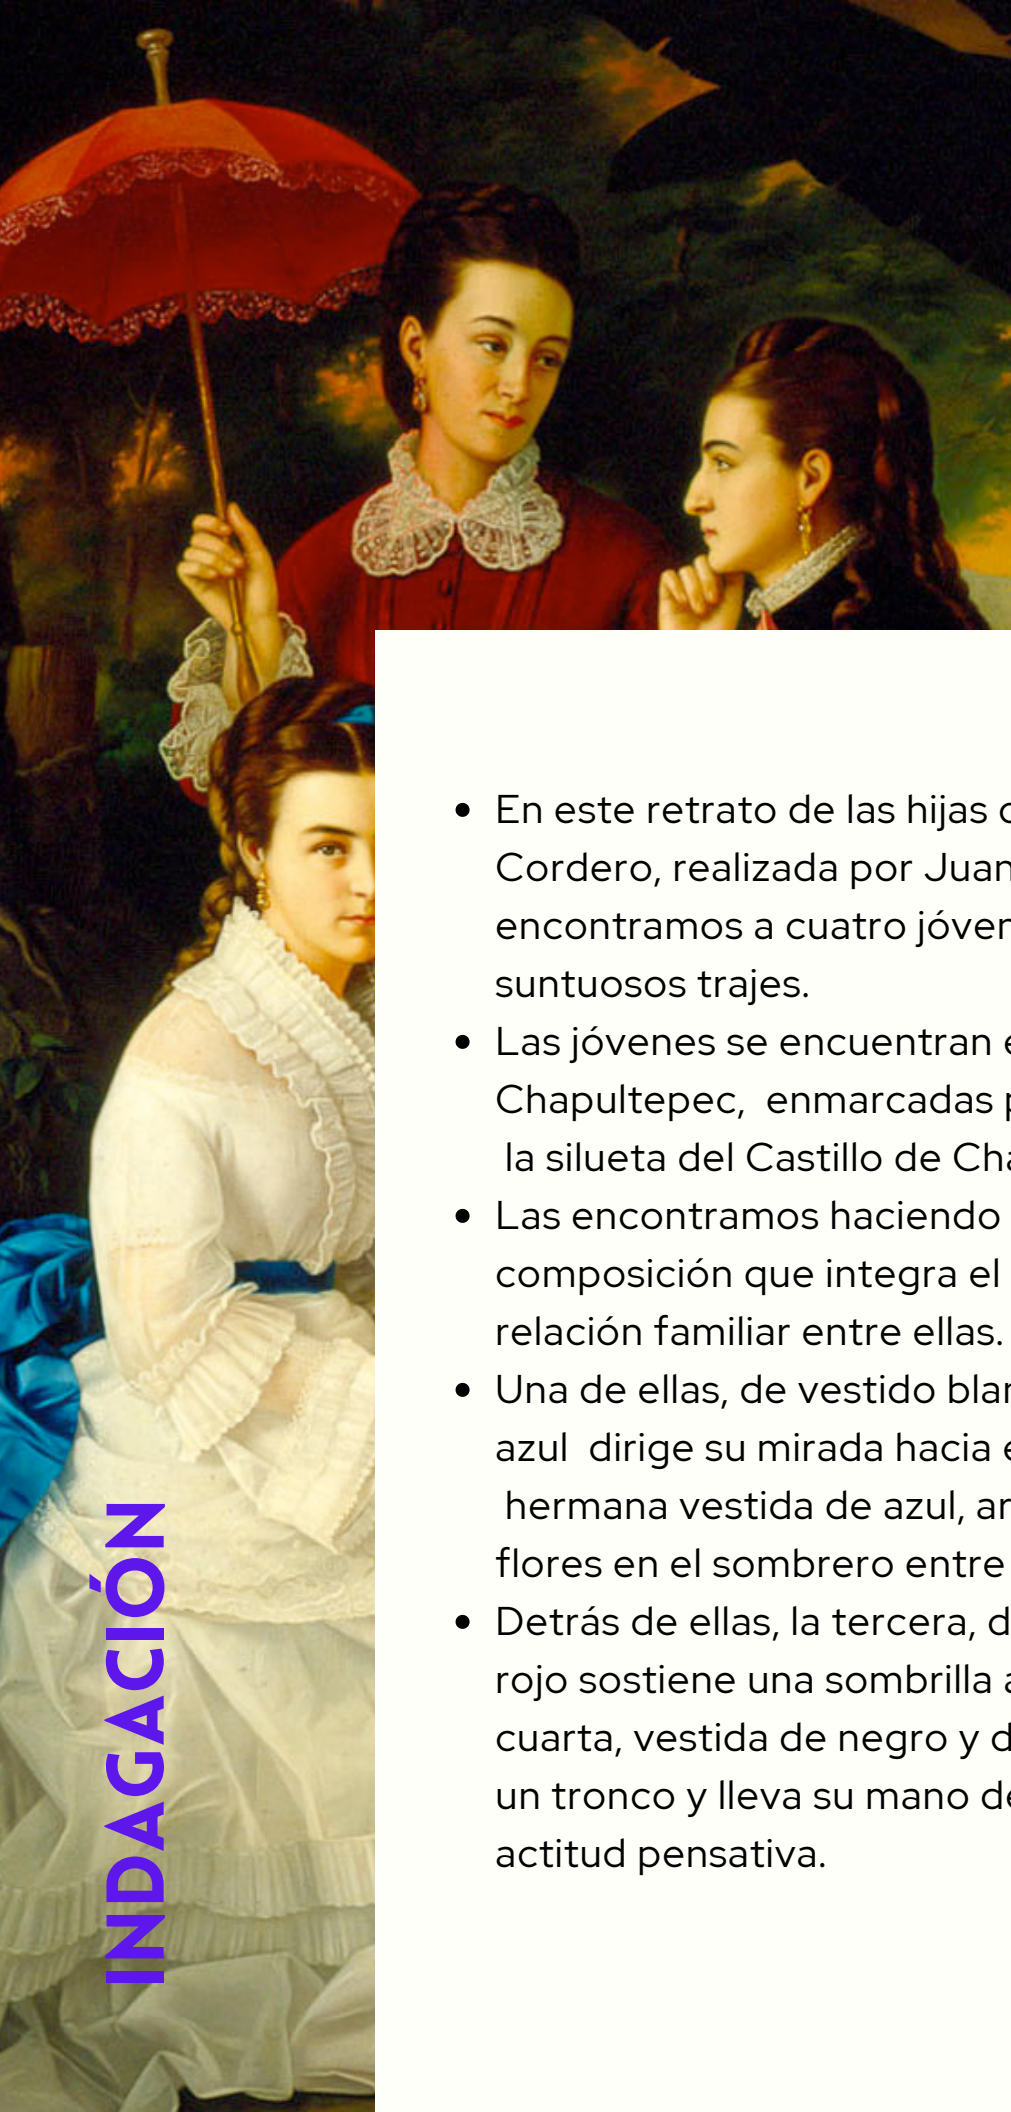 • En este retrato de las hijas
Cordero, realizada por Juan
encontramos a cuatro
suntuosos trajes.
• Las jóvenes se encuentran
Chapultepec, enmarcadas
la silueta del Castillo de
• Las encontramos haciendo
composición que integra el
relación familiar entre ellas.
• Una de ellas, de vestido
azul dirige su mirada hacia
hermana vestida de azul,
flores en el sombrero entre
• Detrás de ellas, la tercera,
rojo sostiene una sombrilla
cuarta, vestida de negro y
un tronco y lleva su mano
actitud pensativa.
INDAGACIÓN